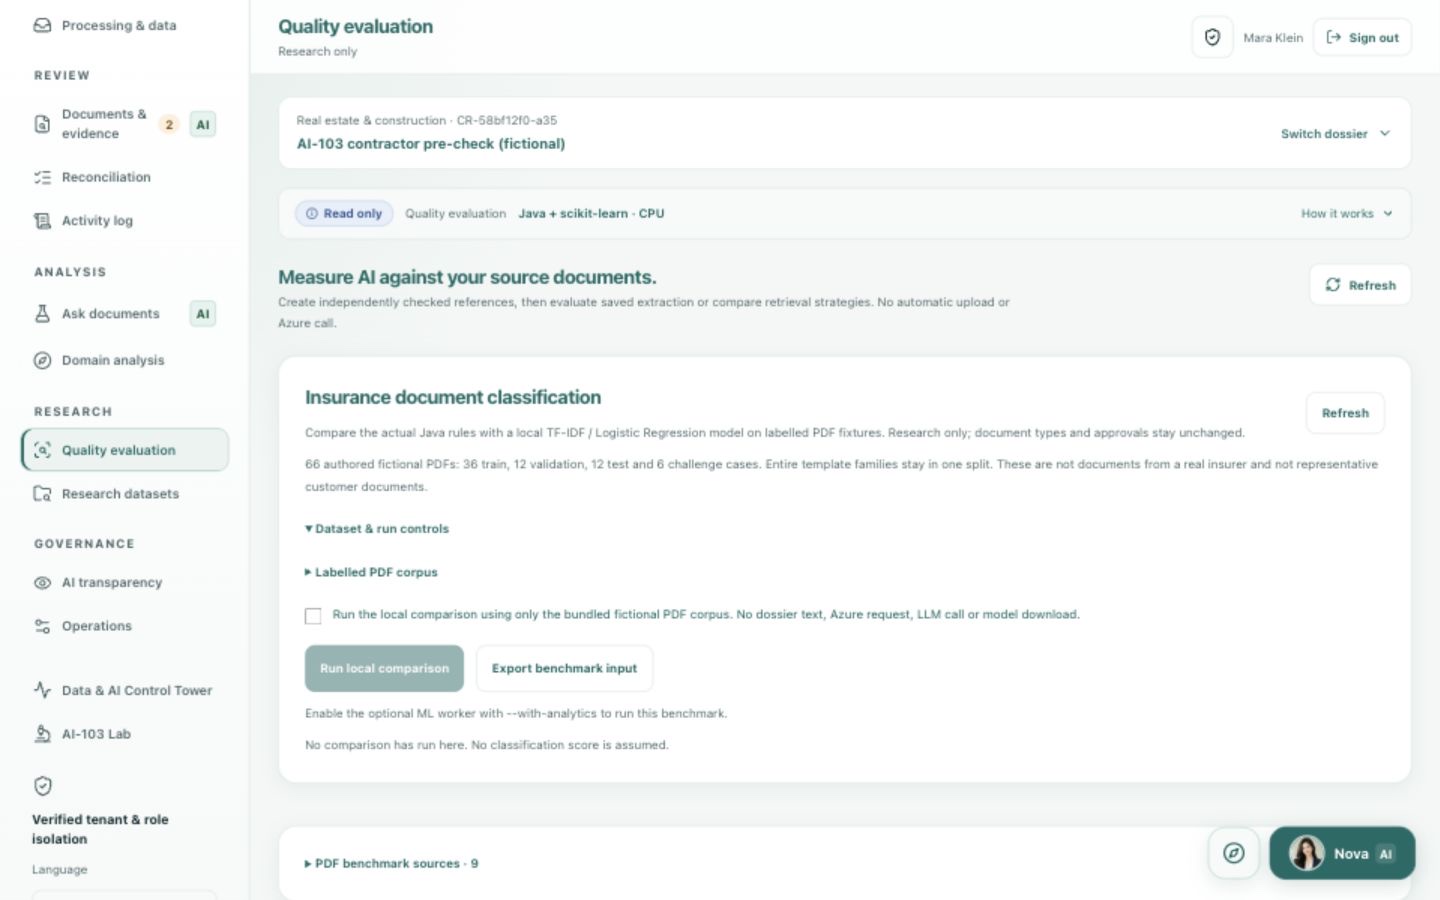 Processing & data
REVIEW
Documents &
evidence
2
AI
Reconciliation
Activity log
ANALYSIS
Ask documents
AI
Domain analysis
RESEARCH
Quality evaluation
Research datasets
GOVERNANCE
AI transparency
Operations
Data & AI Control Tower
AI-103 Lab
Verified tenant & role
isolation
Language
Quality evaluation
Research only
Mara Klein
Sign out
Real estate & construction · CR-58bf12f0-a35
AI-103 contractor pre-check (fictional)
Switch dossier
Read only
Quality evaluation
Java + scikit-learn · CPU
How it works
Measure AI against your source documents.
Create independently checked references, then evaluate saved extraction or compare retrieval strategies. No automatic upload or
Azure call.
Refresh
Insurance document classification
Refresh
Compare the actual Java rules with a local TF-IDF / Logistic Regression model on labelled PDF fixtures. Research only; document types and approvals stay unchanged.
66 authored fictional PDFs: 36 train, 12 validation, 12 test and 6 challenge cases. Entire template families stay in one split. These are not documents from a real insurer and not representative
customer documents.
Dataset & run controls
Labelled PDF corpus
Run the local comparison using only the bundled fictional PDF corpus. No dossier text, Azure request, LLM call or model download.
Run local comparison
Export benchmark input
Enable the optional ML worker with --with-analytics to run this benchmark.
No comparison has run here. No classification score is assumed.
PDF benchmark sources · 9
Nova
AI